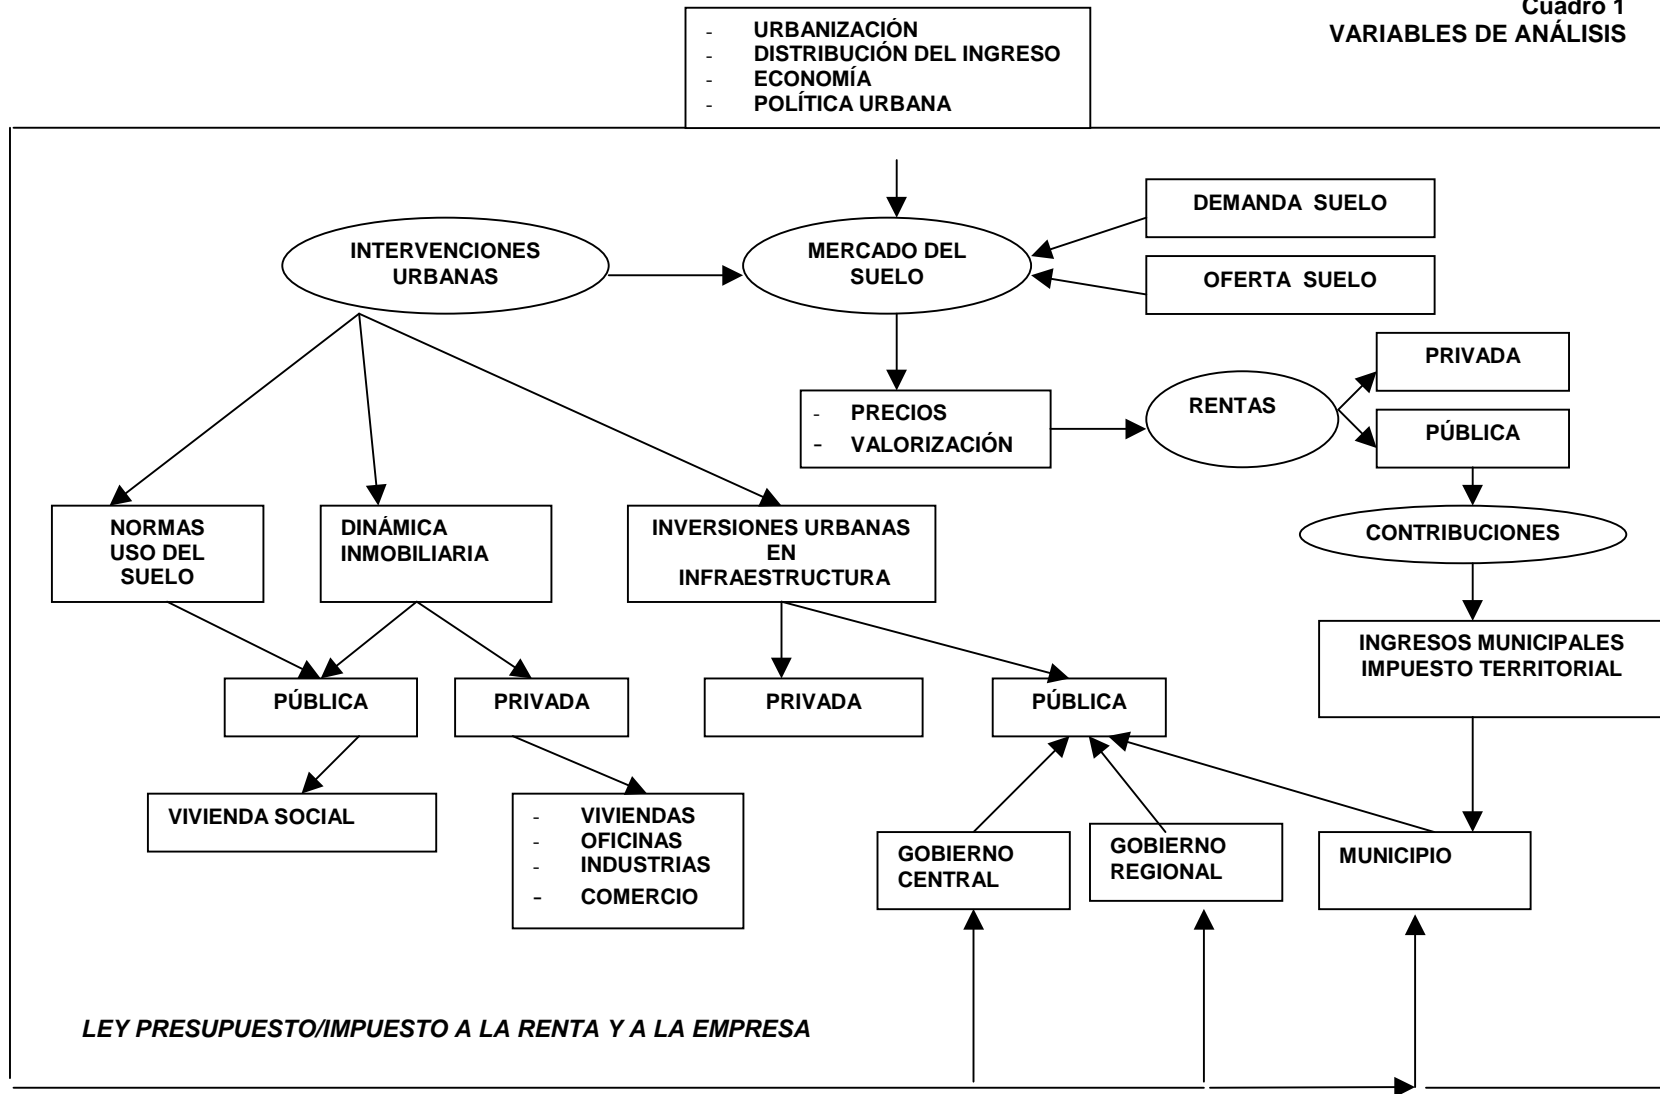 Cuadro 1
VARIABLES DE ANÁLISIS
- URBANIZACIÓN
- DISTRIBUCIÓN DEL INGRESO
- ECONOMÍA
- POLÍTICA URBANA
DEMANDA SUELO
INTERVENCIONES
URBANAS
MERCADO DEL
SUELO
OFERTA SUELO
PRIVADA
- PRECIOS
- VALORIZACIÓN
RENTAS
PÚBLICA
NORMAS
USO DEL
SUELO
DINÁMICA
INMOBILIARIA
INVERSIONES URBANAS
EN
INFRAESTRUCTURA
CONTRIBUCIONES
INGRESOS MUNICIPALES
IMPUESTO TERRITORIAL
PÚBLICA
PRIVADA
PRIVADA
PÚBLICA
VIVIENDA SOCIAL
- VIVIENDAS
- OFICINAS
- INDUSTRIAS
- COMERCIO
GOBIERNO
CENTRAL
GOBIERNO
REGIONAL
MUNICIPIO
LEY PRESUPUESTO/IMPUESTO A LA RENTA Y A LA EMPRESA